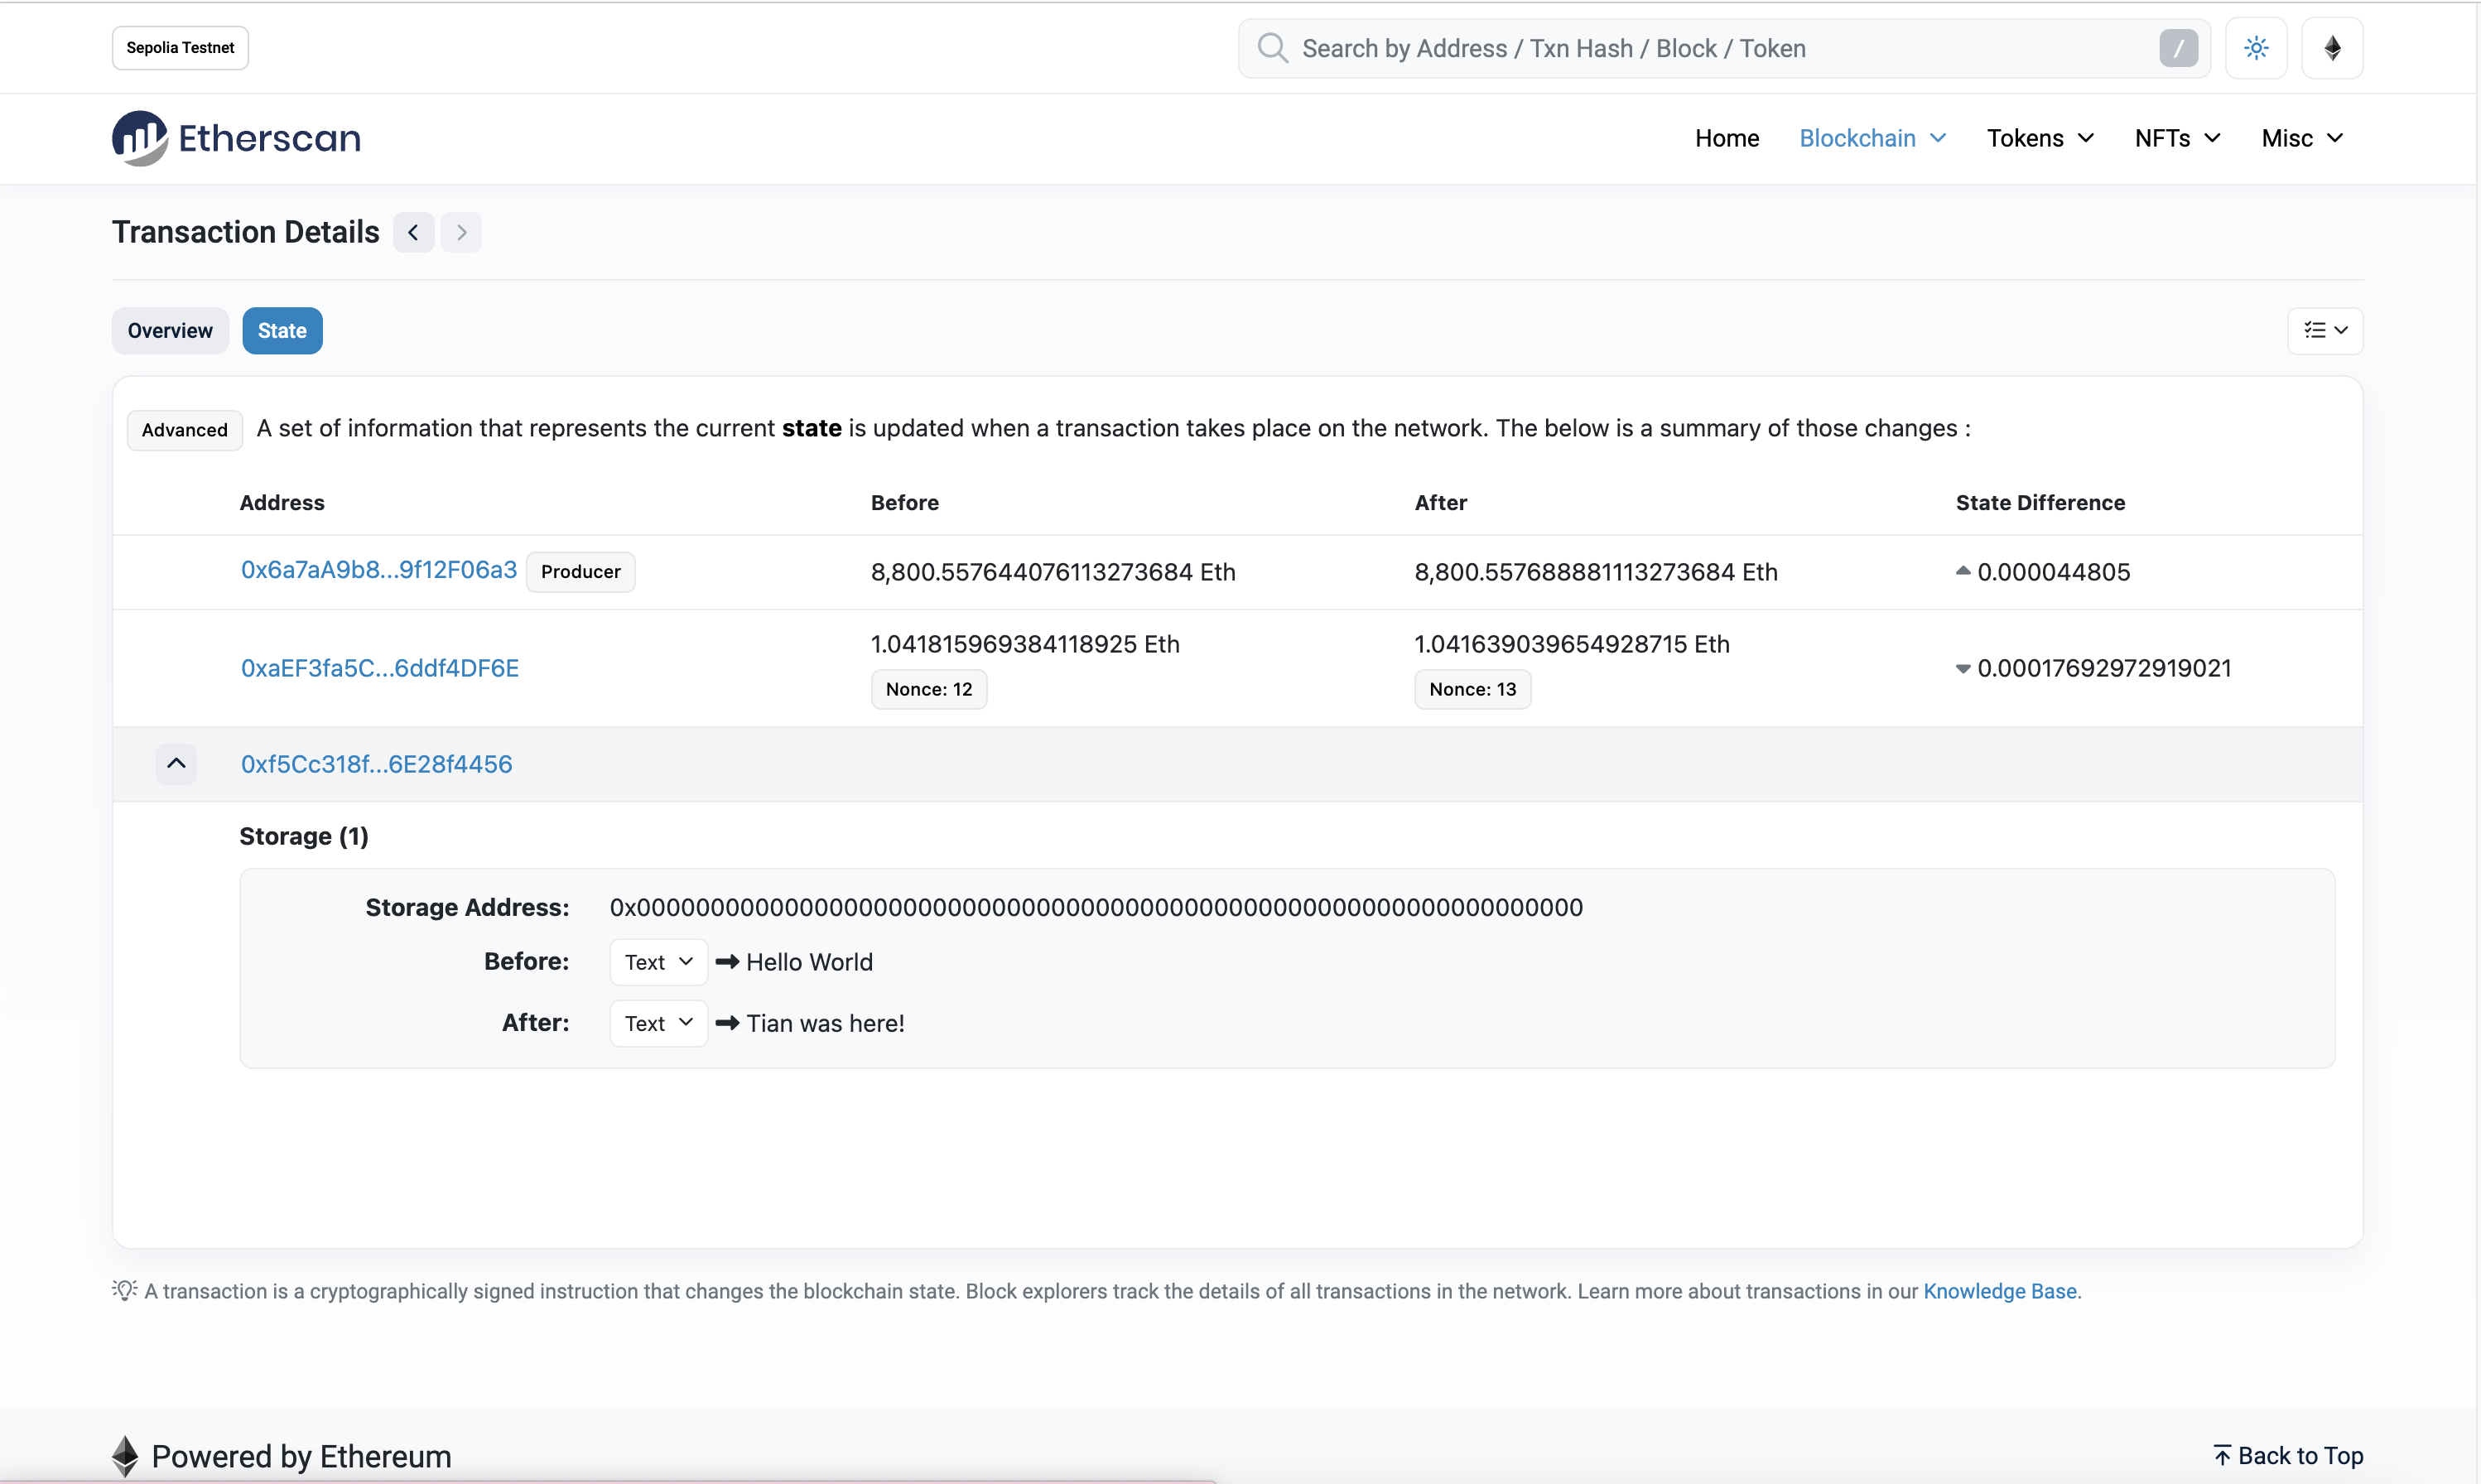 Sepolia Testnet
Search by Address / Txn Hash / Block / Token
/
Etherscan
Home Blockchain Tokens NFTs Misc
Transaction Details
Overview State
Advanced A set of information that represents the current state is updated when a transaction takes place on the network. The below is a summary of those changes :
Address Before After State Difference
0x6a7aA9b8...9f12F06a3 Producer 8,800.557644076113273684 Eth 8,800.557688881113273684 Eth 0.000044805
0xaEF3fa5C...6ddf4DF6E 1.041815969384118925 Eth 1.041639039654928715 Eth 0.00017692972919021
Nonce: 12 Nonce: 13
0xf5Cc318f...6E28f4456
Storage (1)
Storage Address: 0x0000000000000000000000000000000000000000000000000000000000000000
Before: Text Hello World
After: Text Tian was here!
A transaction is a cryptographically signed instruction that changes the blockchain state. Block explorers track the details of all transactions in the network. Learn more about transactions in our Knowledge Base.
Powered by Ethereum
Back to Top